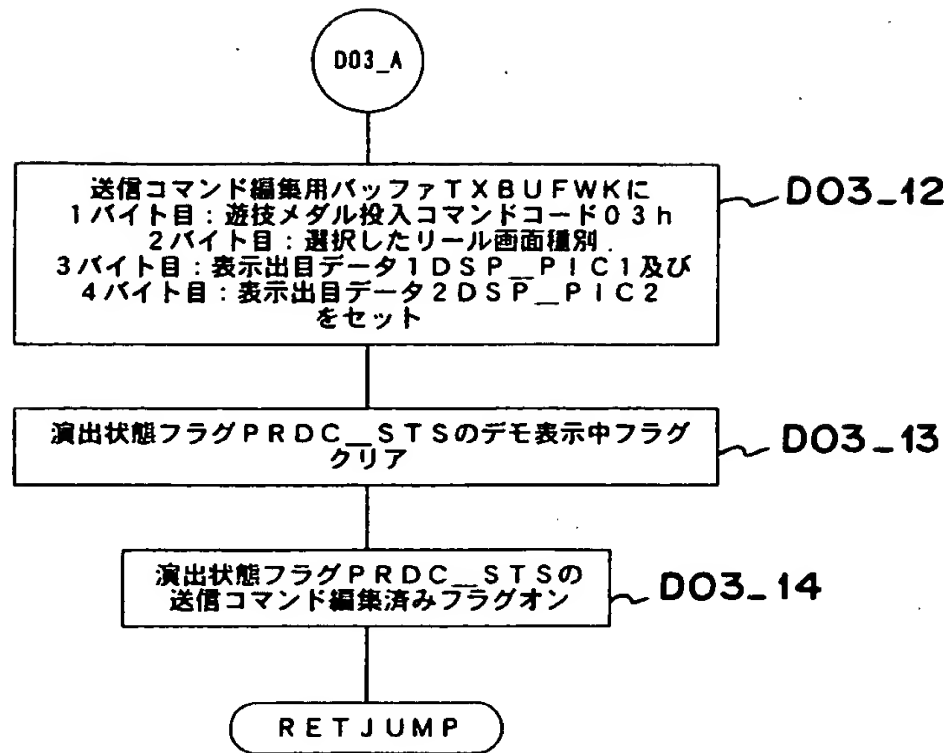 D03_A
送信コマンド編集用バッファTXBUFWKに
1バイト目:遊技メダル投入コマンドコード03h
2バイト目:選択したリール画面種別.
3バイト目:表示出目データ1DSP__PIC1及び
4バイト目:表示出目データ2DSP__PIC2
をセット
D03_12
演出状態フラグPRDC__STSのデモ表示中フラグ
クリア
D03_13
演出状態フラグPRDC__STSの
送信コマンド編集済みフラグオン
D03_14
RETJUMP